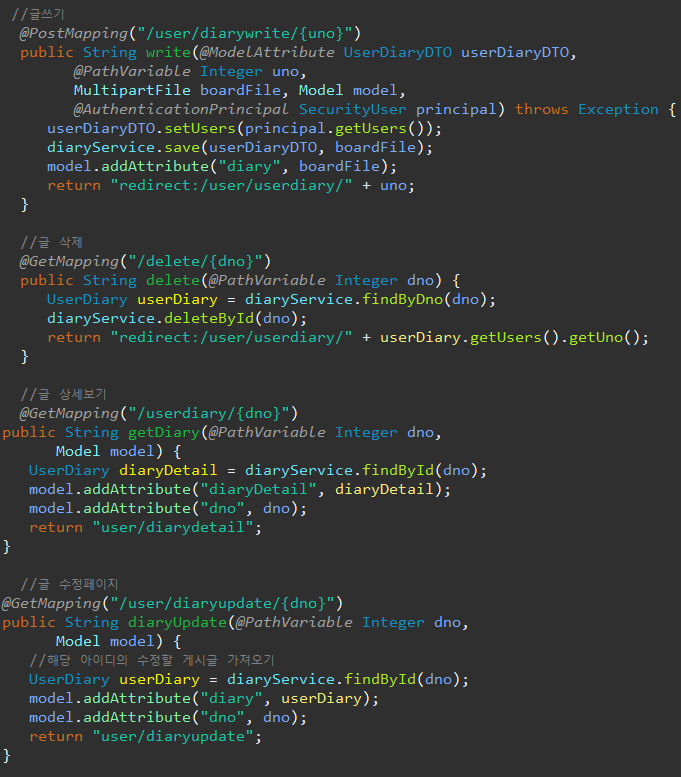 //글쓰기
@PostMapping("/user/diarywrite/{uno}")
public String write(@ModelAttribute UserDiaryDTO userDiaryDTO,
@PathVariable Integer uno,
MultipartFile boardFile, Model model,
@AuthenticationPrincipal SecurityUser principal) throws Exception {
userDiaryDTO.setUsers(principal.getUsers());
diaryService.save(userDiaryDTO, boardFile);
model.addAttribute("diary", boardFile);
return "redirect:/user/userdiary/" + uno;
}
//글 삭제
@GetMapping("/delete/{dno}")
public String delete(@PathVariable Integer dno) {
UserDiary userDiary = diaryService.findByDno(dno);
diaryService.deleteById(dno);
return "redirect:/user/userdiary/" + userDiary.getUsers().getUno();
}
//글 상세보기
@GetMapping("/userdiary/{dno}")
public String getDiary(@PathVariable Integer dno,
Model model) {
UserDiary diaryDetail = diaryService.findById(dno);
model.addAttribute("diaryDetail", diaryDetail);
model.addAttribute("dno", dno);
return "user/diarydetail";
}
//글 수정페이지
@GetMapping("/user/diaryupdate/{dno}")
public String diaryUpdate(@PathVariable Integer dno,
Model model) {
//해당 아이디의 수정할 게시글 가져오기
UserDiary userDiary = diaryService.findById(dno);
model.addAttribute("diary", userDiary);
model.addAttribute("dno", dno);
return "user/diaryupdate";
}